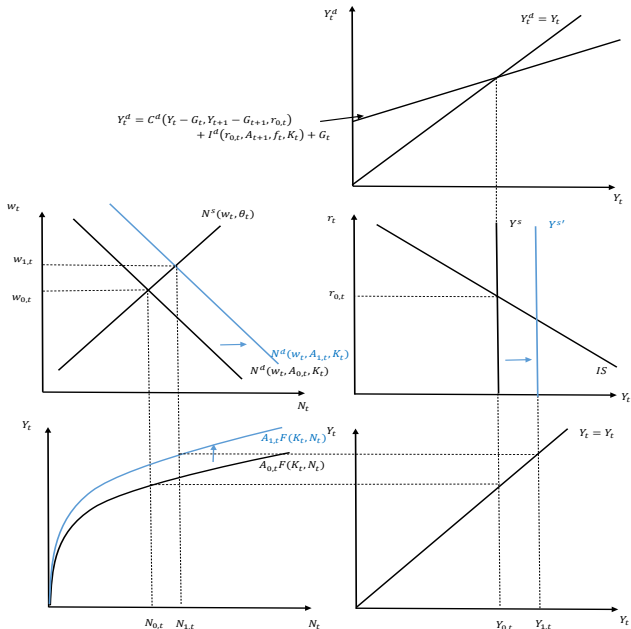 Y_t^d
Y_t^d = Y_t
Y_t^d = C^d(Y_t − G_t, Y_{t+1} − G_{t+1}, r_{0,t})
+ I^d(r_{0,t}, A_{t+1}, f_t, K_t) + G_t
Y_t
w_t
N^s(w_t, θ_t)
w_{1,t}
w_{0,t}
N^d(w_t, A_{1,t}, K_t)
N^d(w_t, A_{0,t}, K_t)
N_t
r_t
Y^s
Y^{s′}
r_{0,t}
IS
Y_t
Y_t
A_{1,t}F(K_t, N_t)
A_{0,t}F(K_t, N_t)
N_{0,t}
N_{1,t}
N_t
Y_t
Y_t = Y_t
Y_{0,t}
Y_{1,t}
Y_t